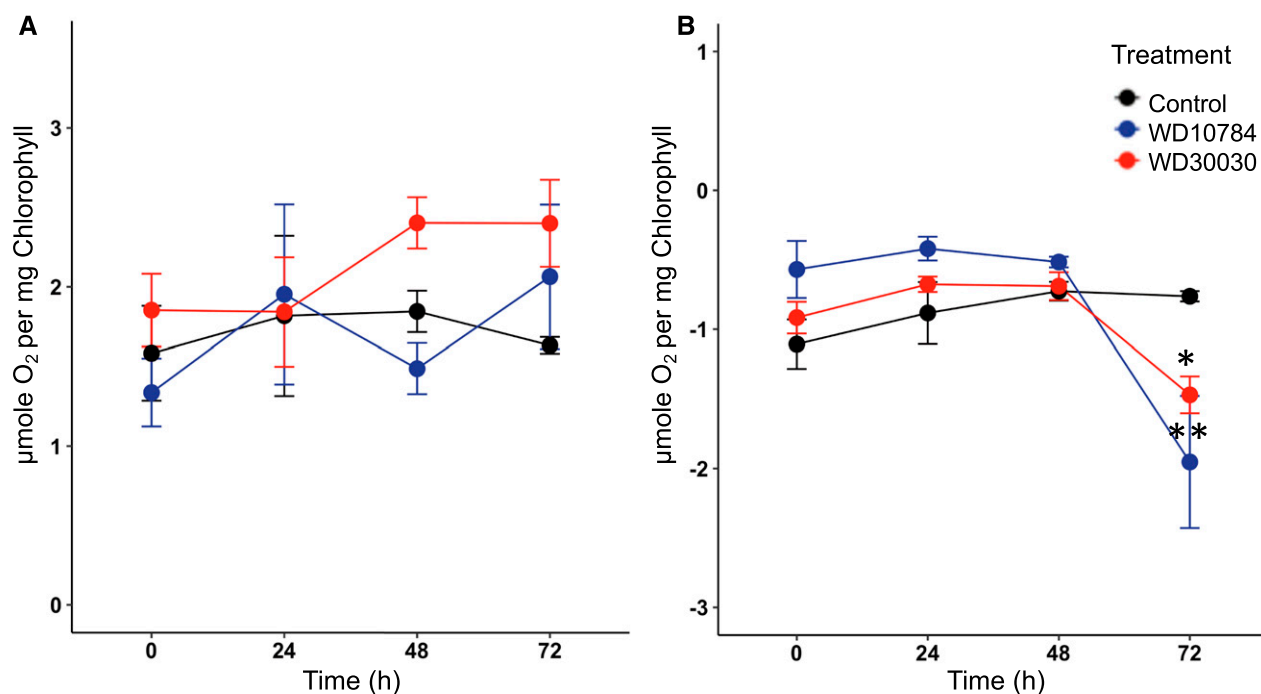 A
µmole O2 per mg Chlorophyll
3
2
1
0
0 24 48 72
Time (h)
B
µmole O2 per mg Chlorophyll
1
0
-1
-2
-3
Treatment
Control
WD10784
WD30030
*
**
0 24 48 72
Time (h)